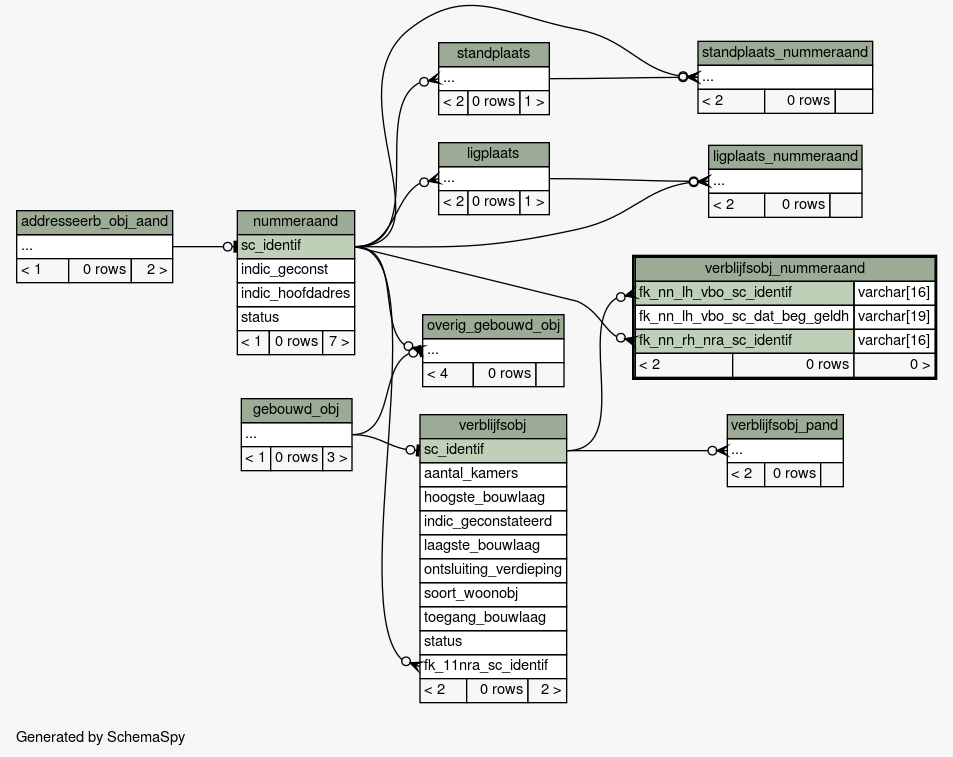 standplaats
...
< 2 0 rows 1 >
standplaats_nummeraand
...
< 2 0 rows
ligplaats
...
< 2 0 rows 1 >
ligplaats_nummeraand
...
< 2 0 rows
addresseerb_obj_aand
...
< 1 0 rows 2 >
nummeraand
sc_identif
indic_geconst
indic_hoofdadres
status
< 1 0 rows 7 >
verblijfsobj_nummeraand
fk_nn_lh_vbo_sc_identif varchar[16]
fk_nn_lh_vbo_sc_dat_beg_geldh varchar[19]
fk_nn_rh_nra_sc_identif varchar[16]
< 2 0 rows 0 >
overig_gebouwd_obj
...
< 4 0 rows
gebouwd_obj
...
< 1 0 rows 3 >
verblijfsobj
sc_identif
aantal_kamers
hoogste_bouwlaag
indic_geconstateerd
laagste_bouwlaag
ontsluiting_verdieping
soort_woonobj
toegang_bouwlaag
status
fk_11nra_sc_identif
< 2 0 rows 2 >
verblijfsobj_pand
...
< 2 0 rows
Generated by SchemaSpy